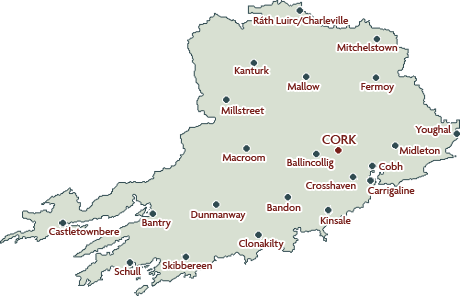 Ráth Luirc/Charleville
Mitchelstown
Kanturk
Mallow
Fermoy
Millstreet
Youghal
CORK
Midleton
Macroom
Ballincollig
Cobh
Crosshaven
Carrigaline
Dunmanway
Bandon
Kinsale
Bantry
Castletownbere
Clonakilty
Skibbereen
Schull